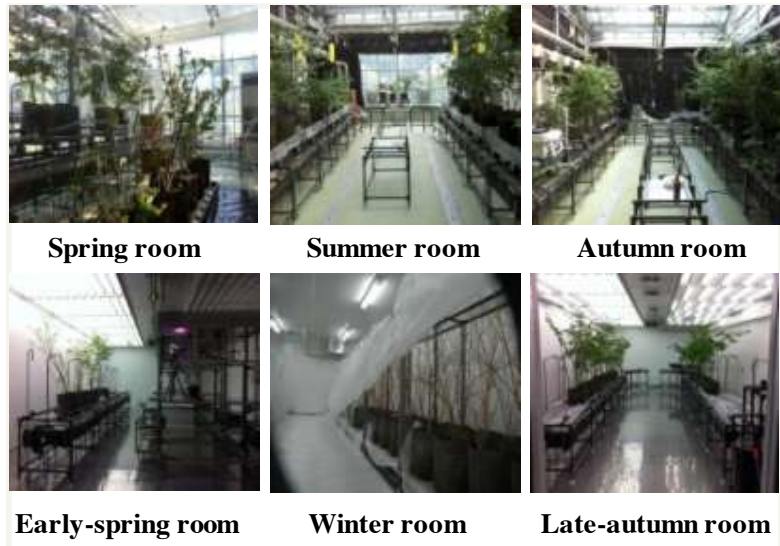 Spring room
Summer room
Autumn room
Early-spring room
Winter room
Late-autumn room